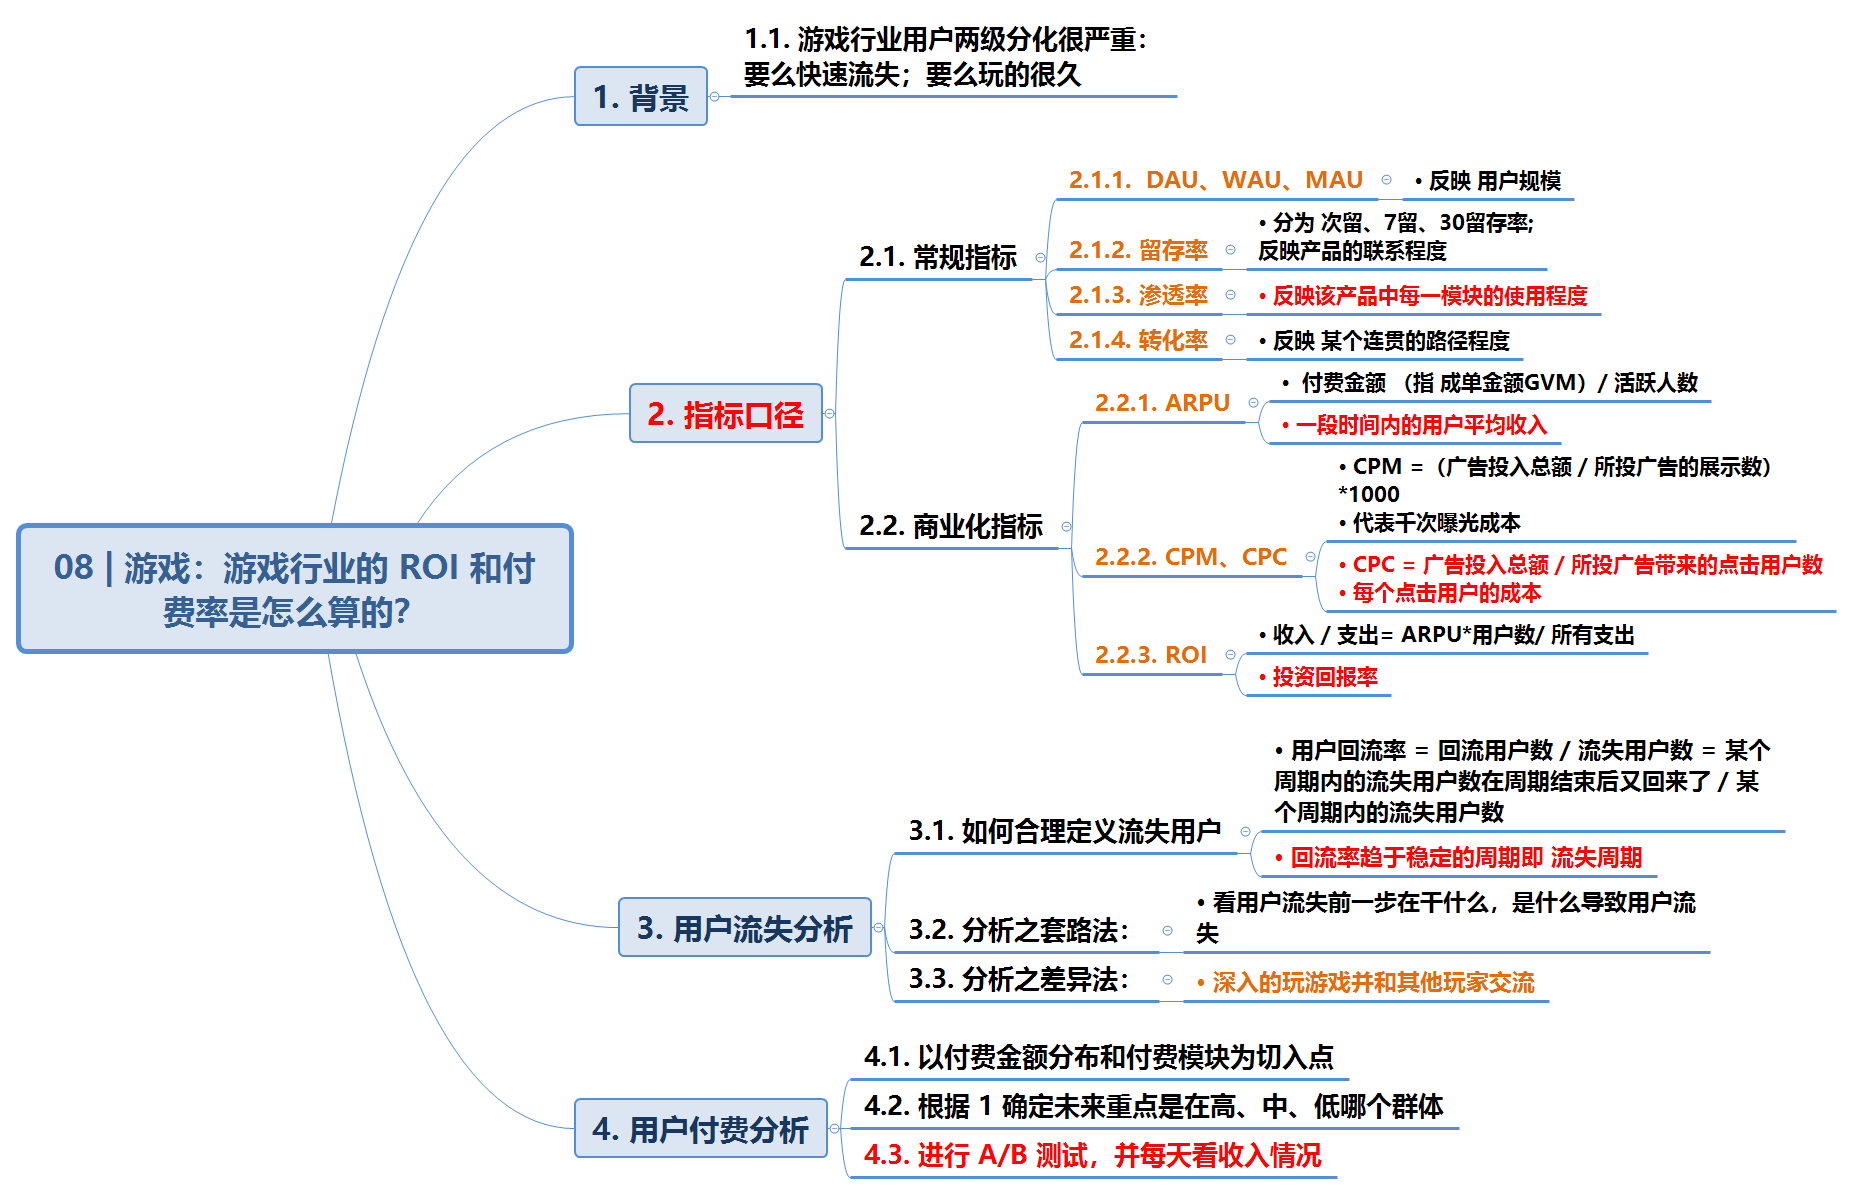 08 | 游戏：游戏行业的 ROI 和付
费率是怎么算的？
1. 背景
1.1. 游戏行业用户两级分化很严重：
要么快速流失；要么玩的很久
2. 指标口径
2.1. 常规指标
2.1.1. DAU、WAU、MAU
• 反映 用户规模
2.1.2. 留存率
• 分为 次留、7留、30留存率;
反映产品的联系程度
2.1.3. 渗透率
• 反映该产品中每一模块的使用程度
2.1.4. 转化率
• 反映 某个连贯的路径程度
2.2. 商业化指标
2.2.1. ARPU
• 付费金额 （指 成单金额GVM）/ 活跃人数
• 一段时间内的用户平均收入
2.2.2. CPM、CPC
• CPM =（广告投入总额 / 所投广告的展示数）
*1000
• 代表千次曝光成本
• CPC = 广告投入总额 / 所投广告带来的点击用户数
• 每个点击用户的成本
2.2.3. ROI
• 收入 / 支出= ARPU*用户数/ 所有支出
• 投资回报率
3. 用户流失分析
3.1. 如何合理定义流失用户
• 用户回流率 = 回流用户数 / 流失用户数 = 某个
周期内的流失用户数在周期结束后又回来了 / 某
个周期内的流失用户数
• 回流率趋于稳定的周期即 流失周期
3.2. 分析之套路法：
• 看用户流失前一步在干什么，是什么导致用户流
失
3.3. 分析之差异法：
• 深入的玩游戏并和其他玩家交流
4. 用户付费分析
4.1. 以付费金额分布和付费模块为切入点
4.2. 根据 1 确定未来重点是在高、中、低哪个群体
4.3. 进行 A/B 测试，并每天看收入情况